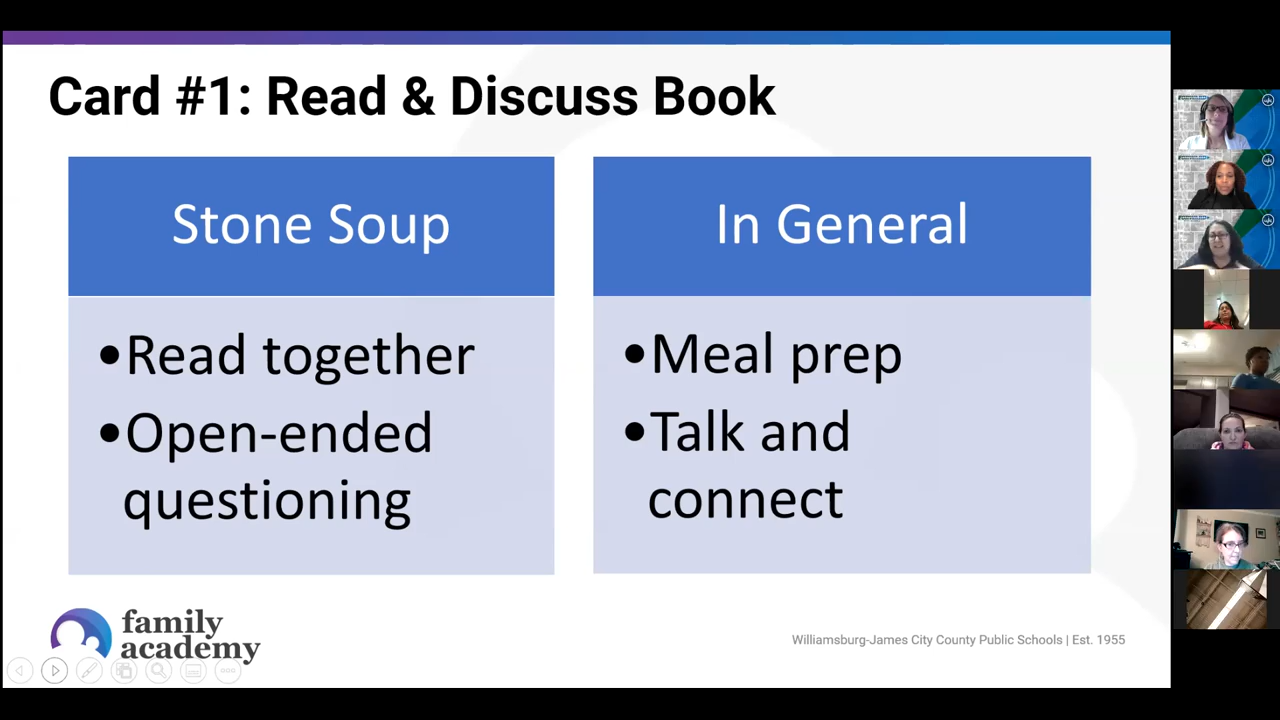 Card #1: Read & Discuss Book
Stone Soup
•Read together
•Open-ended
questioning
In General
•Meal prep
•Talk and
connect
family
academy
Williamsburg-James City County Public Schools | Est. 1955